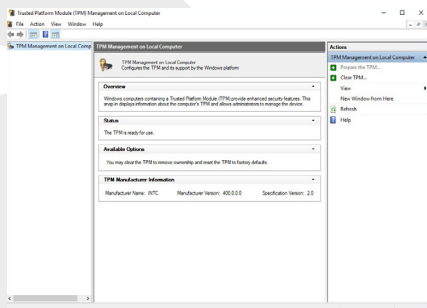 Trusted Platform Module (TPM) Management on Local Computer
File Action View Window Help
TPM Management on Local Comp
TPM Management on Local Computer
Actions
TPM Management on Local Computer
Configures the TPM and its support by the Windows platform
TPM Management on Local Computer
Prepare the TPM...
Clear TPM...
View
New Window from Here
Refresh
Help
Overview
Windows computers containing a Trusted Platform Module (TPM) provide enhanced security features. This
snap-in displays information about the computer's TPM and allows administrators to manage the device.
Status
The TPM is ready for use.
Available Options
You may clear the TPM to remove ownership and reset the TPM to factory defaults.
TPM Manufacturer Information
Manufacturer Name: INTC Manufacturer Version: 400.0.0.0 Specification Version: 2.0